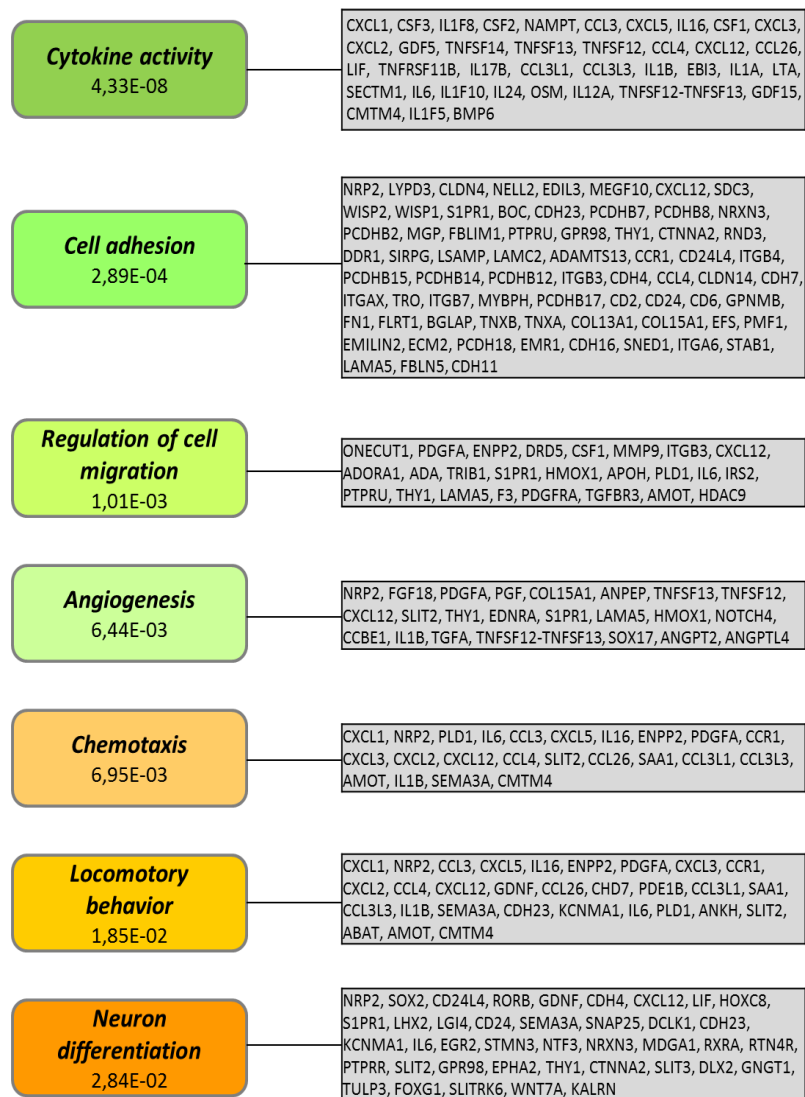 Cytokine activity
4,33E-08
CXCL1, CSF3, IL1F8, CSF2, NAMPT, CCL3, CXCL5, IL16, CSF1, CXCL3,
CXCL2, GDF5, TNFSF14, TNFSF13, TNFSF12, CCL4, CXCL12, CCL26,
LIF, TNFRSF11B, IL17B, CCL3L1, CCL3L3, IL1B, EBI3, IL1A, LTA,
SECTM1, IL6, IL1F10, IL24, OSM, IL12A, TNFSF12-TNFSF13, GDF15,
CMTM4, IL1F5, BMP6
Cell adhesion
2,89E-04
NRP2, LYPD3, CLDN4, NELL2, EDIL3, MEGF10, CXCL12, SDC3,
WISP2, WISP1, S1PR1, BOC, CDH23, PCDHB7, PCDHB8, NRXN3,
PCDHB2, MGP, FBLIM1, PTPRU, GPR98, THY1, CTNNA2, RND3,
DDR1, SIRPG, LSAMP, LAMC2, ADAMTS13, CCR1, CD24L4, ITGB4,
PCDHB15, PCDHB14, PCDHB12, ITGB3, CDH4, CCL4, CLDN14, CDH7,
ITGAX, TRO, ITGB7, MYBPH, PCDHB17, CD2, CD24, CD6, GPNMB,
FN1, FLRT1, BGLAP, TNXB, TNXA, COL13A1, COL15A1, EFS, PMF1,
EMILIN2, ECM2, PCDH18, EMR1, CDH16, SNED1, ITGA6, STAB1,
LAMA5, FBLN5, CDH11
Regulation of cell
migration
1,01E-03
ONECUT1, PDGFA, ENPP2, DRD5, CSF1, MMP9, ITGB3, CXCL12,
ADORA1, ADA, TRIB1, S1PR1, HMOX1, APOH, PLD1, IL6, IRS2,
PTPRU, THY1, LAMA5, F3, PDGFRA, TGFBR3, AMOT, HDAC9
Angiogenesis
6,44E-03
NRP2, FGF18, PDGFA, PGF, COL15A1, ANPEP, TNFSF13, TNFSF12,
CXCL12, SLIT2, THY1, EDNRA, S1PR1, LAMA5, HMOX1, NOTCH4,
CCBE1, IL1B, TGFA, TNFSF12-TNFSF13, SOX17, ANGPT2, ANGPTL4
Chemotaxis
6,95E-03
CXCL1, NRP2, PLD1, IL6, CCL3, CXCL5, IL16, ENPP2, PDGFA, CCR1,
CXCL3, CXCL2, CXCL12, CCL4, SLIT2, CCL26, SAA1, CCL3L1, CCL3L3,
AMOT, IL1B, SEMA3A, CMTM4
Locomotory
behavior
1,85E-02
CXCL1, NRP2, CCL3, CXCL5, IL16, ENPP2, PDGFA, CXCL3, CCR1,
CXCL2, CCL4, CXCL12, GDNF, CCL26, CHD7, PDE1B, CCL3L1, SAA1,
CCL3L3, IL1B, SEMA3A, CDH23, KCNMA1, IL6, PLD1, ANKH, SLIT2,
ABAT, AMOT, CMTM4
Neuron
differentiation
2,84E-02
NRP2, SOX2, CD24L4, RORB, GDNF, CDH4, CXCL12, LIF, HOXC8,
S1PR1, LHX2, LGI4, CD24, SEMA3A, SNAP25, DCLK1, CDH23,
KCNMA1, IL6, EGR2, STMN3, NTF3, NRXN3, MDGA1, RXRA, RTN4R,
PTPRR, SLIT2, GPR98, EPHA2, THY1, CTNNA2, SLIT3, DLX2, GNGT1,
TULP3, FOXG1, SLITRK6, WNT7A, KALRN